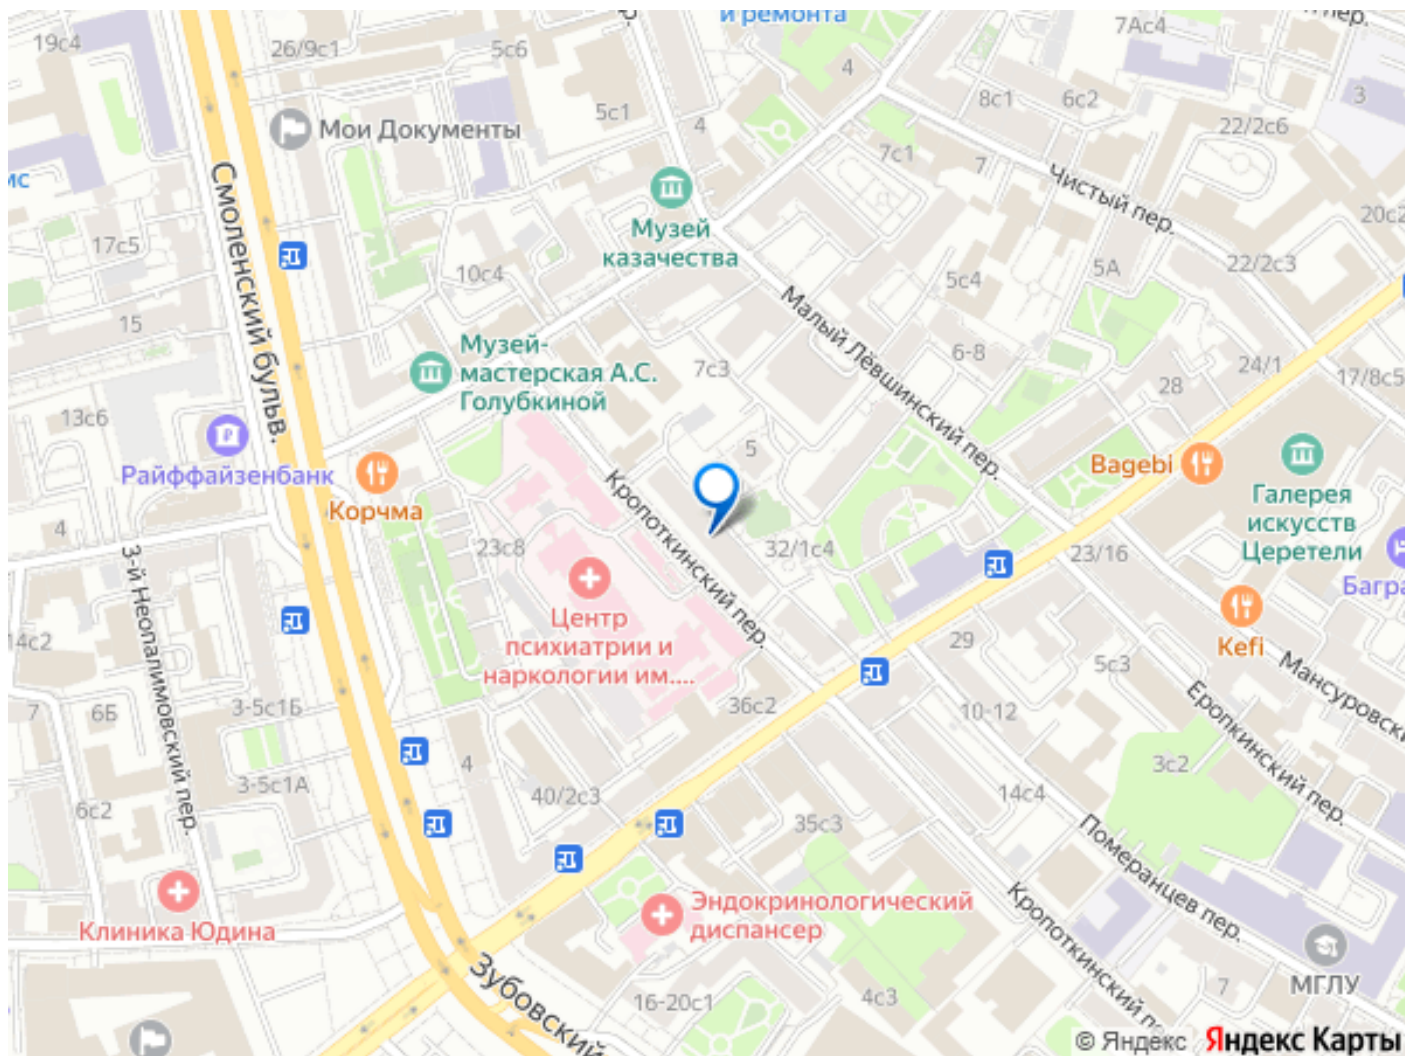 и ремонта
7Ас4
пер.
19с4
26/9с1
5с6
4
3
5с1
8с1
6с2
4
22/2с6
Мои Документы
7с1
7
Чистый пер.
ис
Смоленский бульв.
Музей
казачества
20с2
17с5
10с4
5с4
5А
22/2с3
Малый Лёвшинский пер.
15
Музей-
мастерская А.С.
Голубкиной
7с3
6-8
24/1
28
17/8с5
13с6
5
Райффайзенбанк
Корчма
Bagebi
Галерея
искусств
Церетели
Кропоткинский пер.
4
3-й Неопалимовский пер.
23с8
32/1с4
23/16
Багра
Центр
психиатрии и
наркологии им....
14с2
29
Kefi
5с3
Мансуровски
Еропкинский пер.
7
6Б
3-5с1Б
36с2
10-12
3с2
4
3-5с1А
40/2с3
14с4
6с2
35с3
Померанцев пер.
Эндокринологический
диспансер
Клиника Юдина
Кропоткинский п
Зубовский
16-20с1
4с3
7
МГЛУ
© Яндекс Яндекс Карты